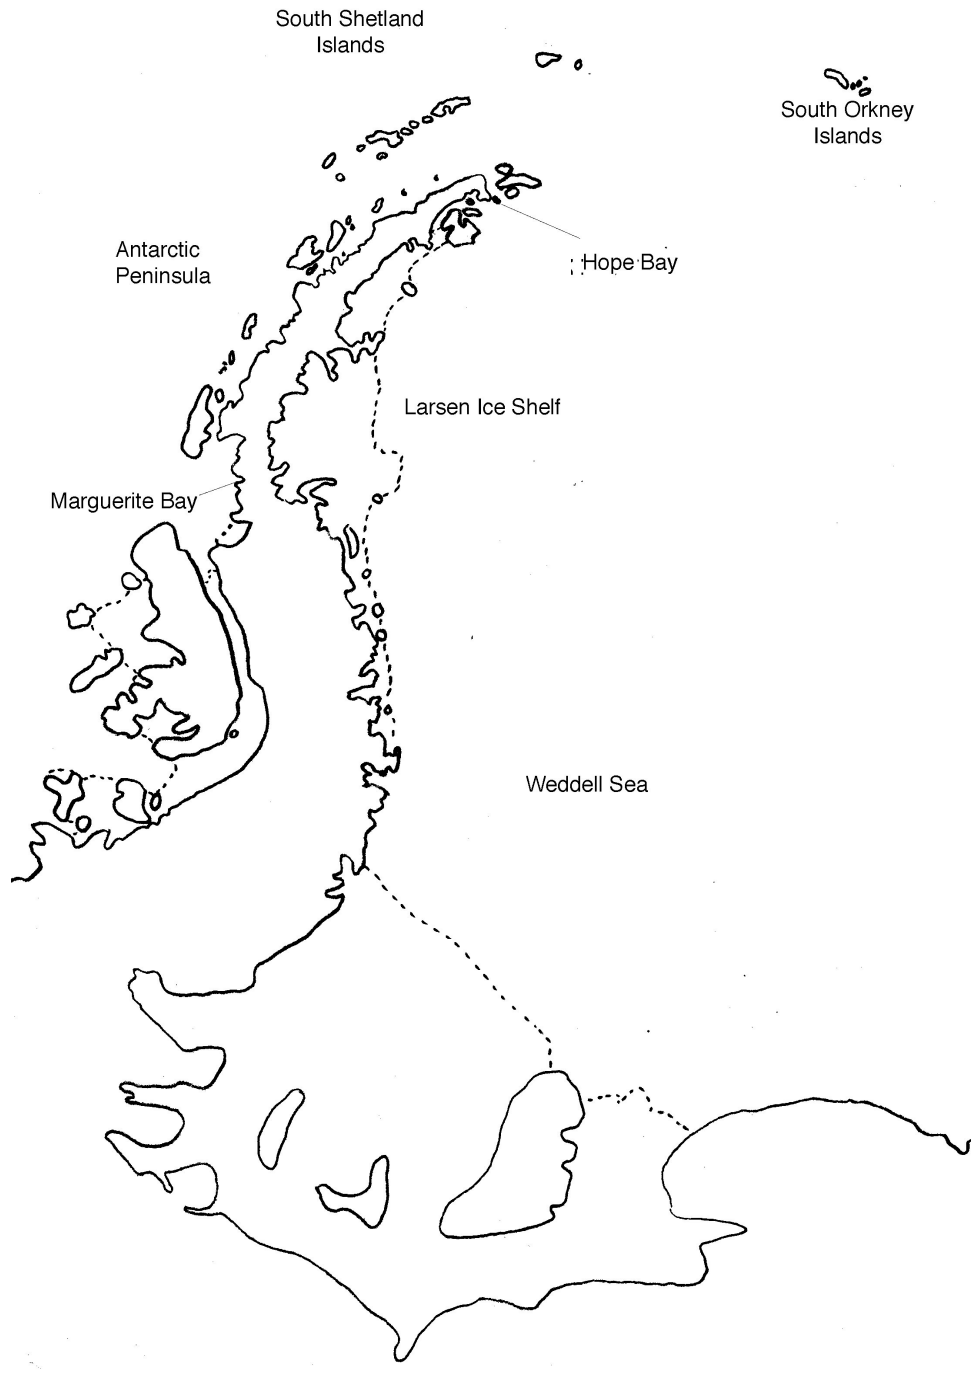 South Shetland
Islands
South Orkney
Islands
Antarctic
Peninsula
Hope Bay
Larsen Ice Shelf
Marguerite Bay
Weddell Sea